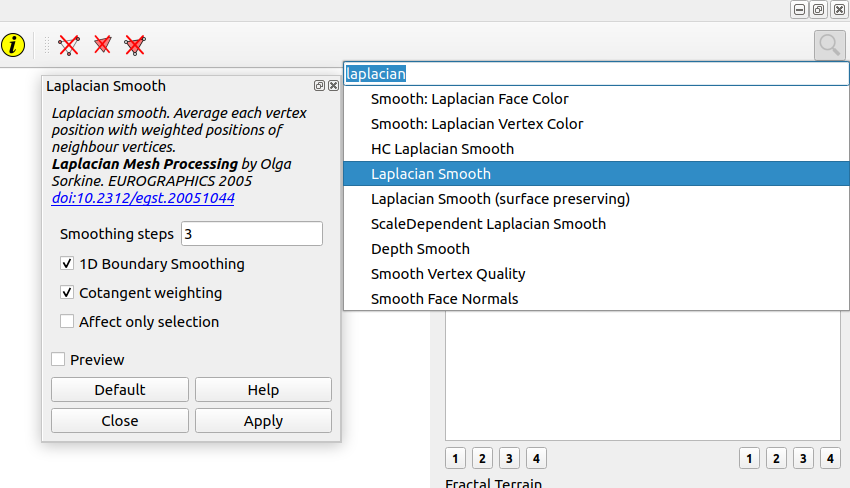 i
laplacian
Laplacian Smooth
Laplacian smooth. Average each vertex
position with weighted positions of
neighbour vertices.
Laplacian Mesh Processing by Olga
Sorkine. EUROGRAPHICS 2005
doi:10.2312/egst.20051044
Smoothing steps 3
1D Boundary Smoothing
Cotangent weighting
Affect only selection
Preview
Default Help
Close Apply
Smooth: Laplacian Face Color
Smooth: Laplacian Vertex Color
HC Laplacian Smooth
Laplacian Smooth
Laplacian Smooth (surface preserving)
ScaleDependent Laplacian Smooth
Depth Smooth
Smooth Vertex Quality
Smooth Face Normals
1 2 3 4 1 2 3 4
Fractal Terrain